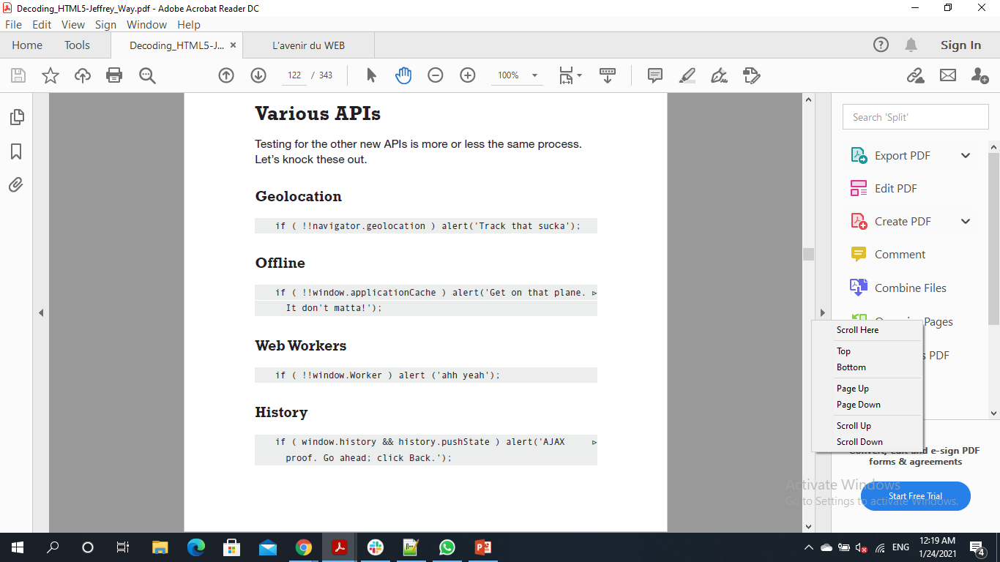 Decoding_HTML5-Jeffrey_Way.pdf - Adobe Acrobat Reader DC
File Edit View Sign Window Help
Home Tools Decoding_HTML5-J... × L'avenir du WEB Sign In
122 / 343 100%
Various APIs
Testing for the other new APIs is more or less the same process.
Let's knock these out.
Geolocation
if ( !!navigator.geolocation ) alert('Track that sucka');
Offline
if ( !!window.applicationCache ) alert('Get on that plane. ▹
It don't matta!');
Web Workers
if ( !!window.Worker ) alert ('ahh yeah');
History
if ( window.history && history.pushState ) alert('AJAX ▹
proof. Go ahead; click Back.');
Search 'Split'
Export PDF
Edit PDF
Create PDF
Comment
Combine Files
Pages
PDF
Scroll Here
Top
Bottom
Page Up
Page Down
Scroll Up
Scroll Down
and e-sign PDF
forms & agreements
Start Free Trial
Activate Windows
Go to Settings to activate Windows.
ENG
12:19 AM
1/24/2021
4